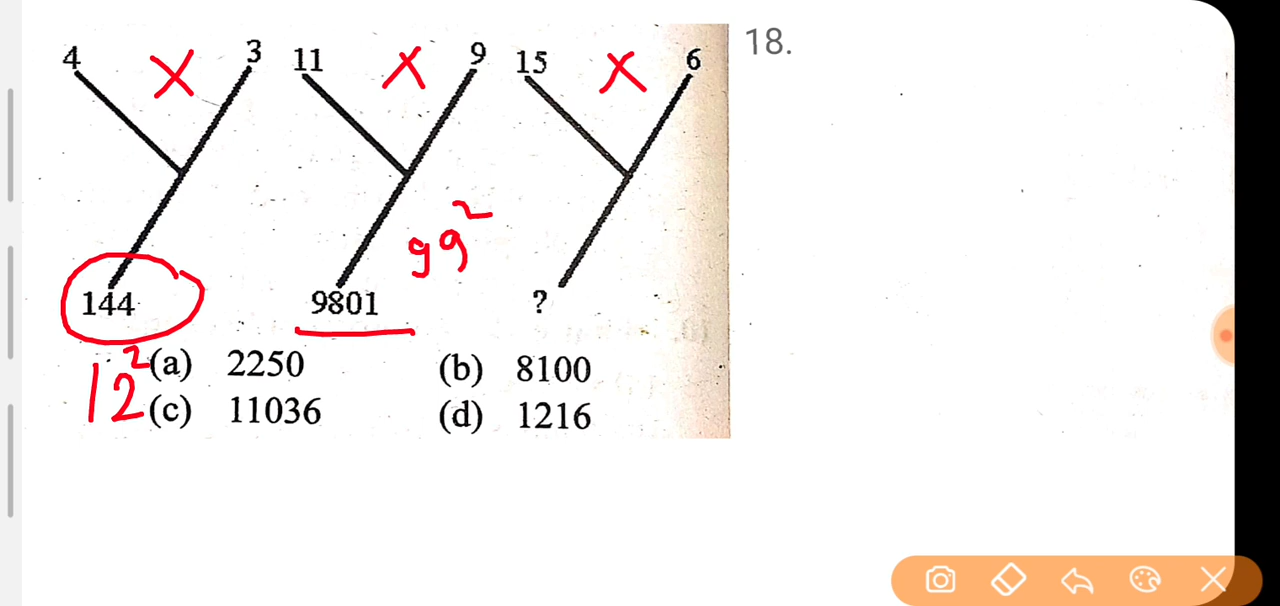 4 × 3 11 × 9 15 × 6 18.
99²
144 9801 ?
12²
(a) 2250 (b) 8100
(c) 11036 (d) 1216